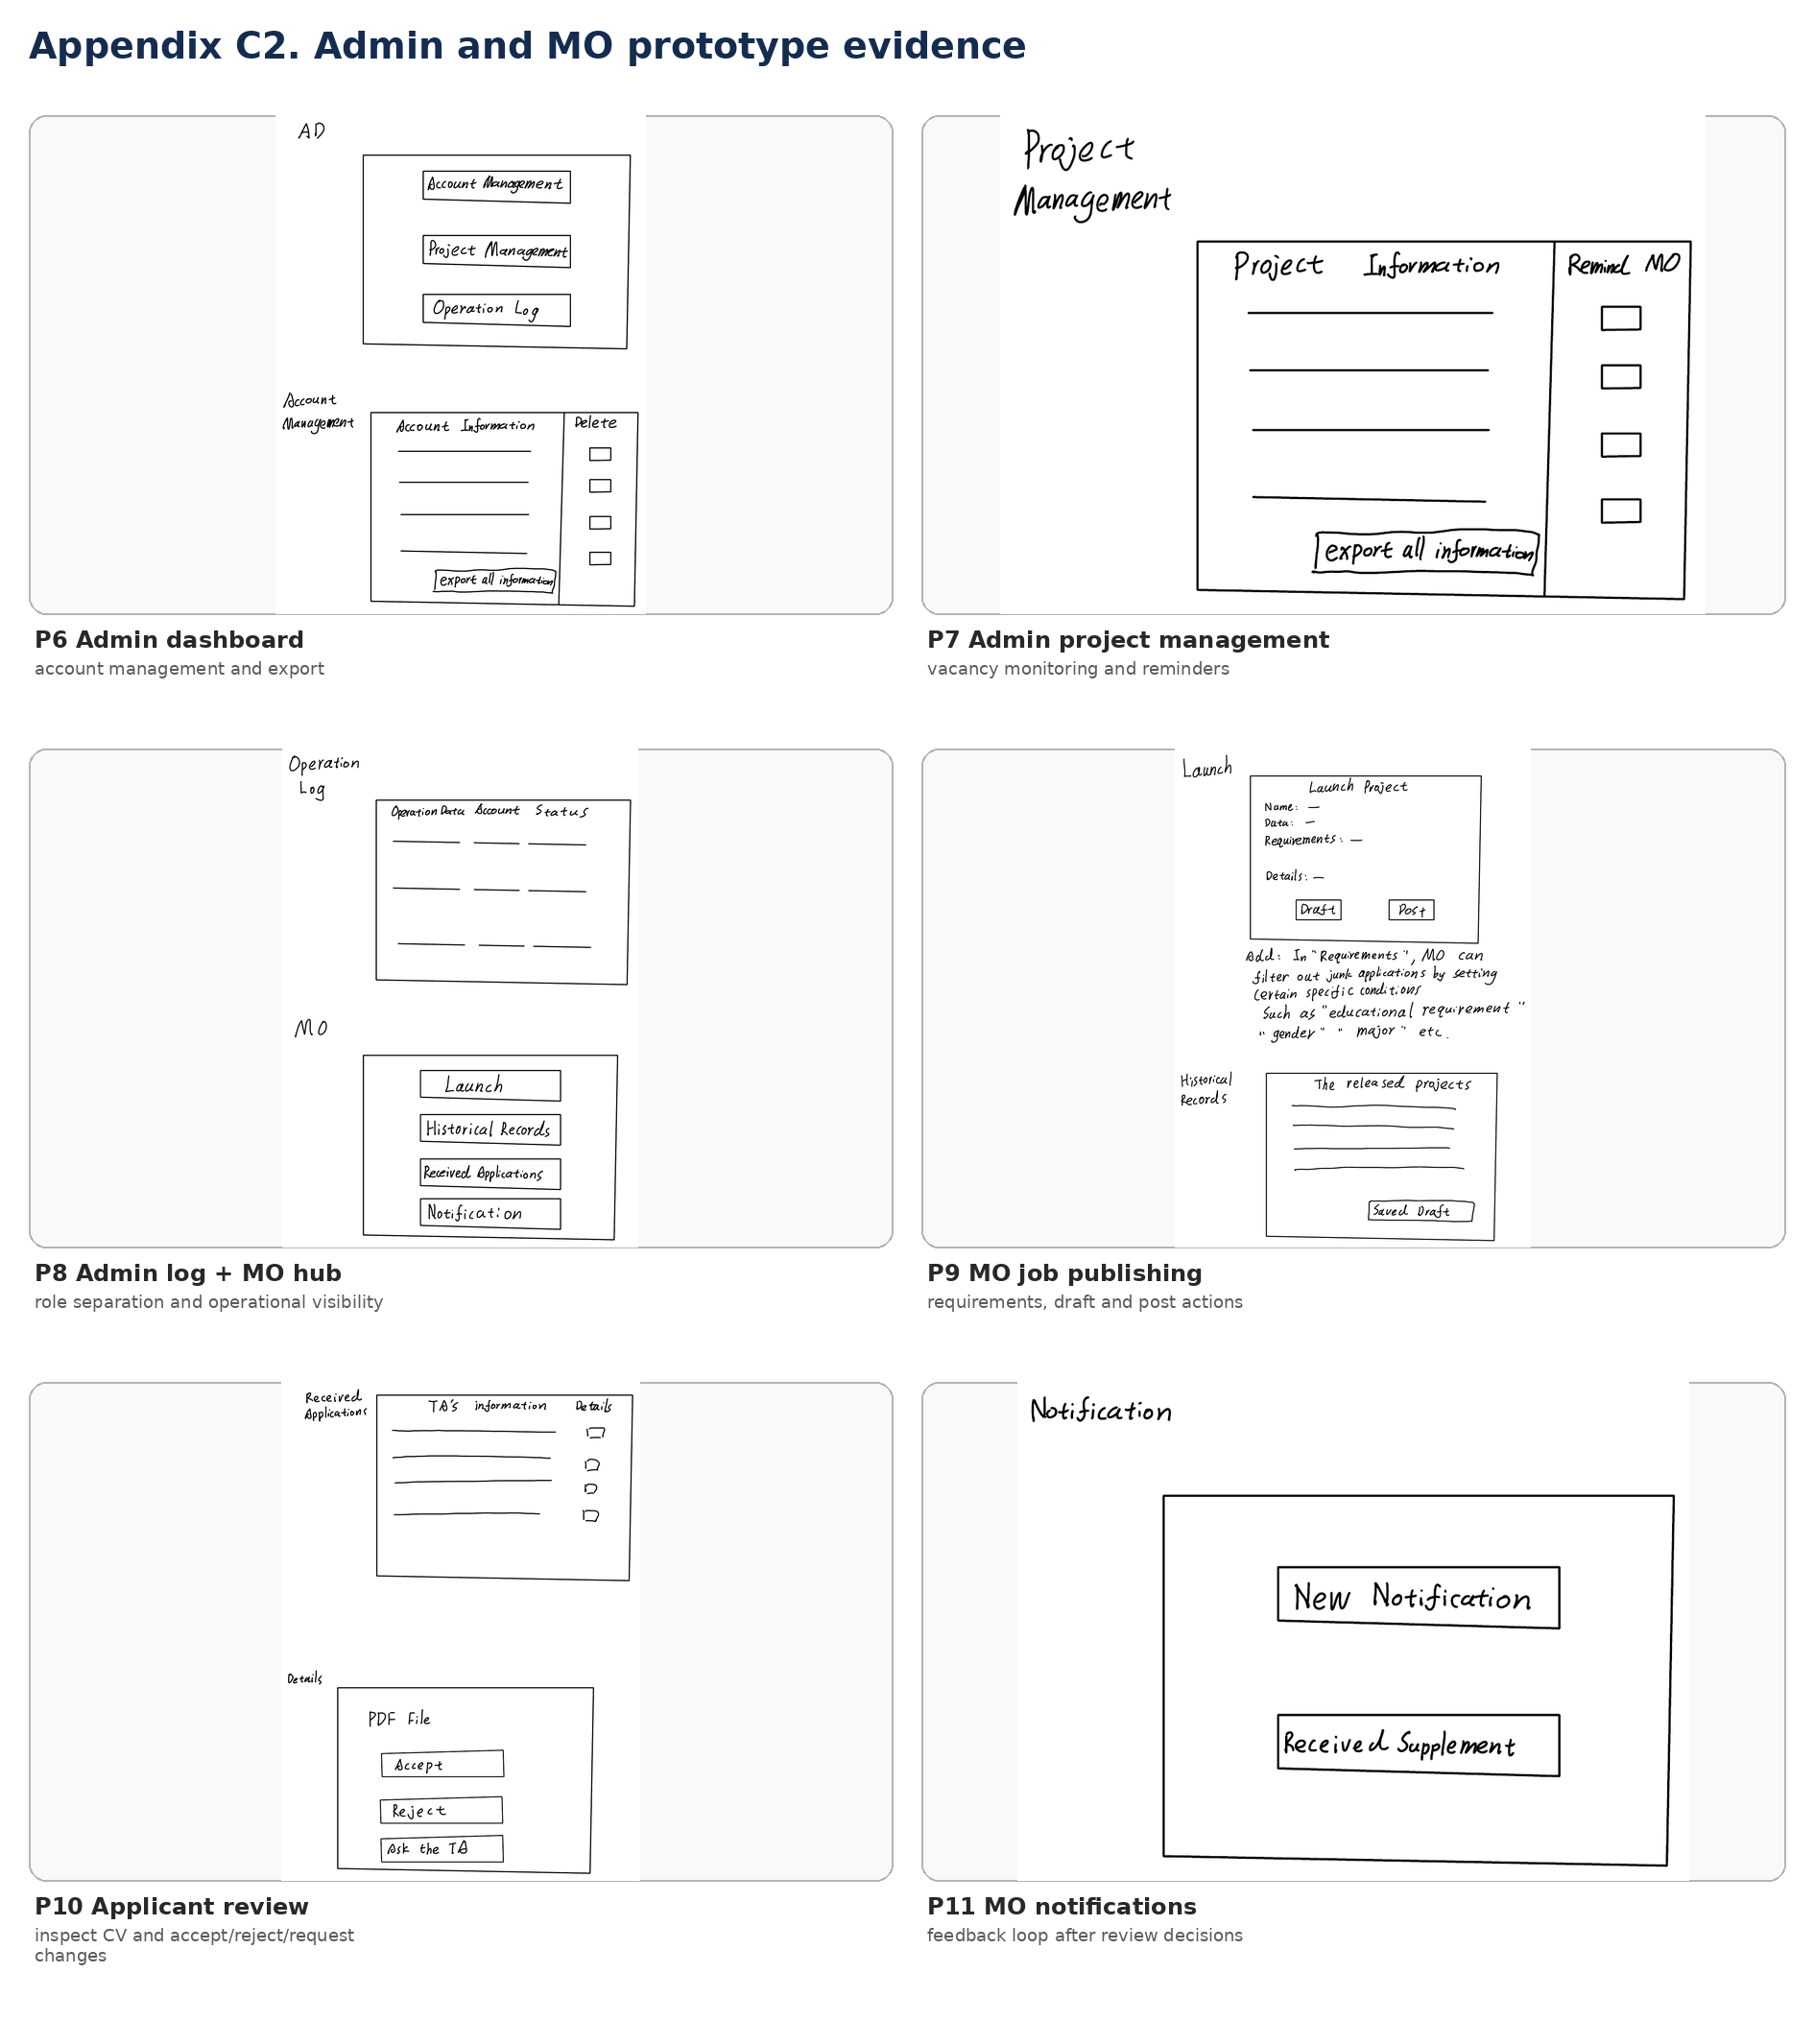 Appendix C2. Admin and MO prototype evidence
AD
Account Management
Project Management
Operation Log
Account
Management
Account Information
Delete
export all information
P6 Admin dashboard
account management and export
Project
Management
Project Information
Remind MO
export all information
P7 Admin project management
vacancy monitoring and reminders
Operation
Log
Operation Data Account Status
MO
Launch
Historical Records
Received Applications
Notification
P8 Admin log + MO hub
role separation and operational visibility
Launch
Launch Project
Name: —
Data: —
Requirements: —
Details: —
Draft
Post
Add: In "Requirements", MO can
filter out junk applications by setting
certain specific conditions
Such as "educational requirement"
"gender" "major" etc.
Historical
Records
The released projects
Saved Draft
P9 MO job publishing
requirements, draft and post actions
Received
Applications
TA's information
Details
Details
PDF File
Accept
Reject
Ask the TA
P10 Applicant review
inspect CV and accept/reject/request
changes
Notification
New Notification
Received Supplement
P11 MO notifications
feedback loop after review decisions